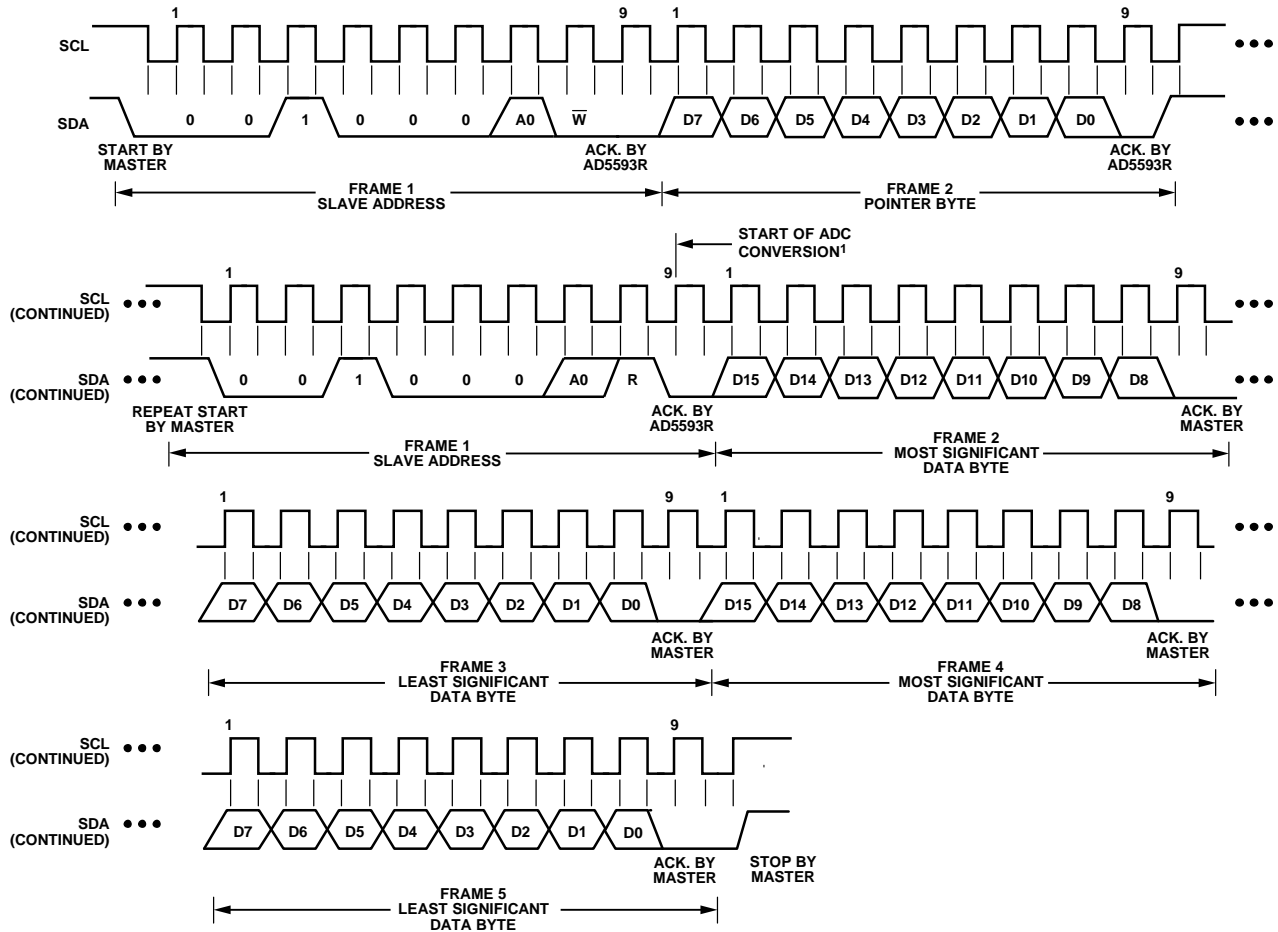 1 9 1 9
SCL
SDA 0 0 1 0 0 0 A0 W̅ D7 D6 D5 D4 D3 D2 D1 D0
START BY MASTER
ACK. BY AD5593R
ACK. BY AD5593R
FRAME 1
SLAVE ADDRESS
FRAME 2
POINTER BYTE
START OF ADC
CONVERSION1
1 9 1 9
SCL
(CONTINUED)
SDA
(CONTINUED)
0 0 1 0 0 0 A0 R D15 D14 D13 D12 D11 D10 D9 D8
REPEAT START
BY MASTER
ACK. BY
AD5593R
ACK. BY
MASTER
FRAME 1
SLAVE ADDRESS
FRAME 2
MOST SIGNIFICANT
DATA BYTE
1 9 1 9
SCL
(CONTINUED)
SDA
(CONTINUED)
D7 D6 D5 D4 D3 D2 D1 D0 D15 D14 D13 D12 D11 D10 D9 D8
ACK. BY
MASTER
ACK. BY
MASTER
FRAME 3
LEAST SIGNIFICANT
DATA BYTE
FRAME 4
MOST SIGNIFICANT
DATA BYTE
1 9
SCL
(CONTINUED)
SDA
(CONTINUED)
D7 D6 D5 D4 D3 D2 D1 D0
ACK. BY
MASTER
STOP BY
MASTER
FRAME 5
LEAST SIGNIFICANT
DATA BYTE